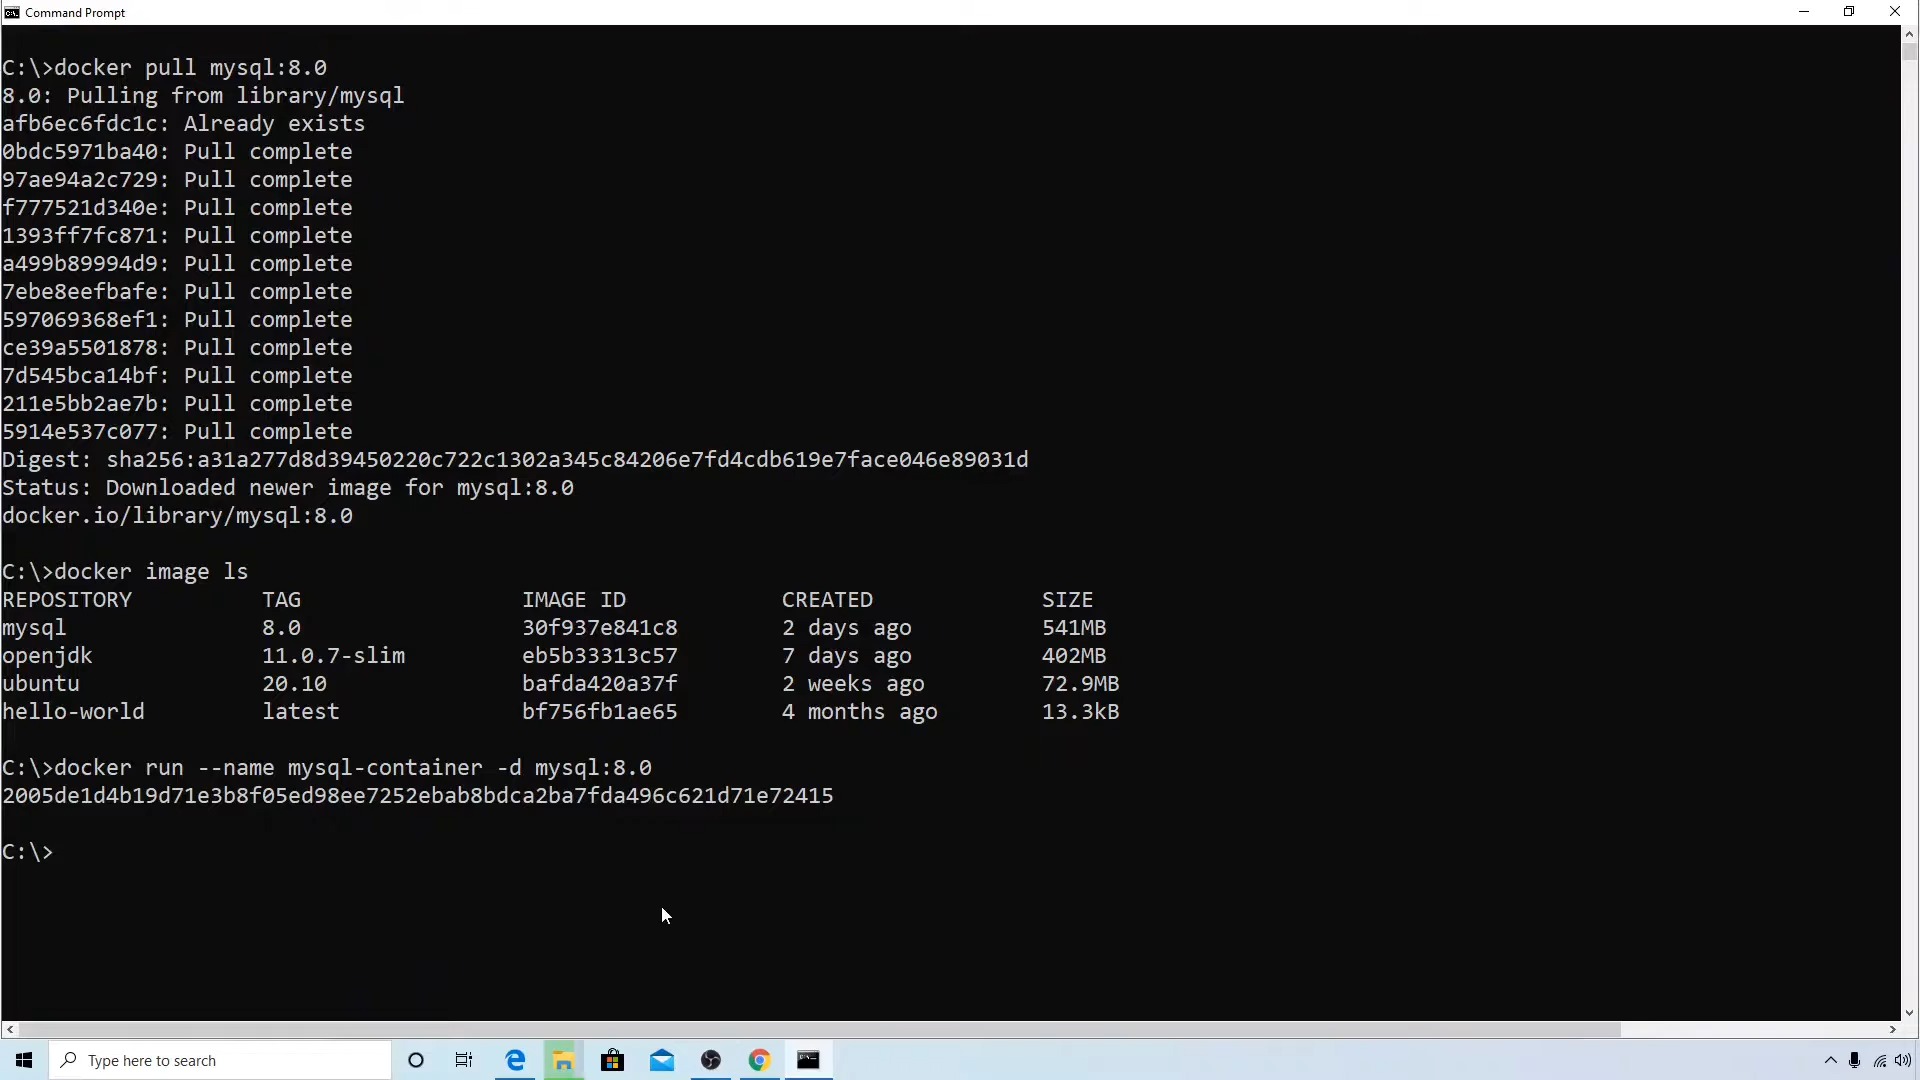 Command Prompt
C:\>docker pull mysql:8.0
8.0: Pulling from library/mysql
afb6ec6fdc1c: Already exists
0bdc5971ba40: Pull complete
97ae94a2c729: Pull complete
f777521d340e: Pull complete
1393ff7fc871: Pull complete
a499b89994d9: Pull complete
7ebe8eefbafe: Pull complete
597069368ef1: Pull complete
ce39a5501878: Pull complete
7d545bca14bf: Pull complete
211e5bb2ae7b: Pull complete
5914e537c077: Pull complete
Digest: sha256:a31a277d8d39450220c722c1302a345c84206e7fd4cdb619e7face046e89031d
Status: Downloaded newer image for mysql:8.0
docker.io/library/mysql:8.0
C:\>docker image ls
REPOSITORY TAG IMAGE ID CREATED SIZE
mysql 8.0 30f937e841c8 2 days ago 541MB
openjdk 11.0.7-slim eb5b33313c57 7 days ago 402MB
ubuntu 20.10 bafda420a37f 2 weeks ago 72.9MB
hello-world latest bf756fb1ae65 4 months ago 13.3kB
C:\>docker run --name mysql-container -d mysql:8.0
2005de1d4b19d71e3b8f05ed98ee7252ebab8bdca2ba7fda496c621d71e72415
C:\>
Type here to search